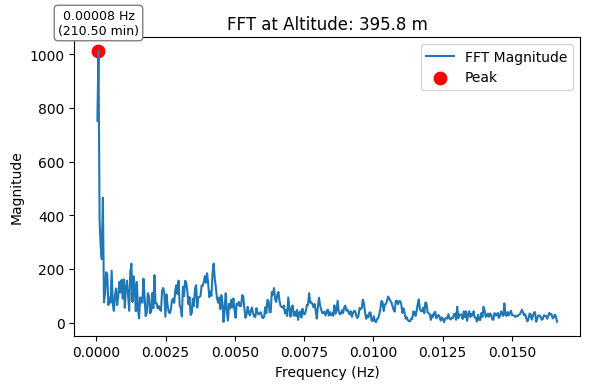 0.00008 Hz
(210.50 min)
FFT at Altitude: 395.8 m
FFT Magnitude
Peak
1000
800
600
400
200
0
Magnitude
0.0000 0.0025 0.0050 0.0075 0.0100 0.0125 0.0150
Frequency (Hz)